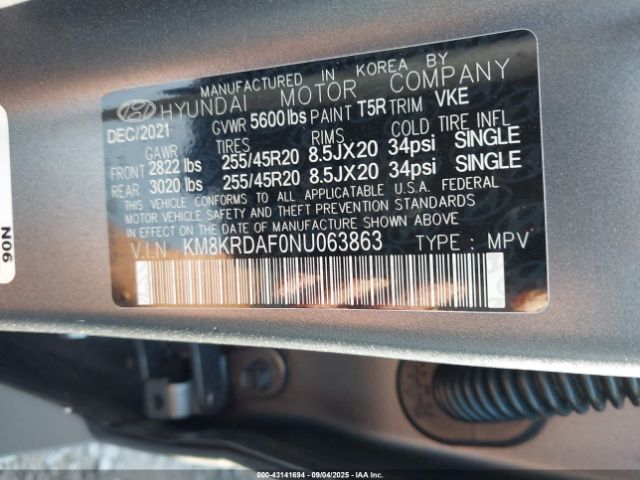 MANUFACTURED IN KOREA BY
HYUNDAI MOTOR COMPANY
DEC/2021 GVWR 5600 lbs PAINT T5R TRIM VKE
GAWR TIRES RIMS COLD TIRE INFL
FRONT 2822 lbs 255/45R20 8.5JX20 34psi SINGLE
REAR 3020 lbs 255/45R20 8.5JX20 34psi SINGLE
THIS VEHICLE CONFORMS TO ALL APPLICABLE U.S.A. FEDERAL
MOTOR VEHICLE SAFETY AND THEFT PREVENTION STANDARDS
IN EFFECT ON THE DATE OF MANUFACTURE SHOWN ABOVE
V.I.N KM8KRDAF0NU063863 TYPE : MPV
N06
000-43141694 - 09/04/2025 - IAAI